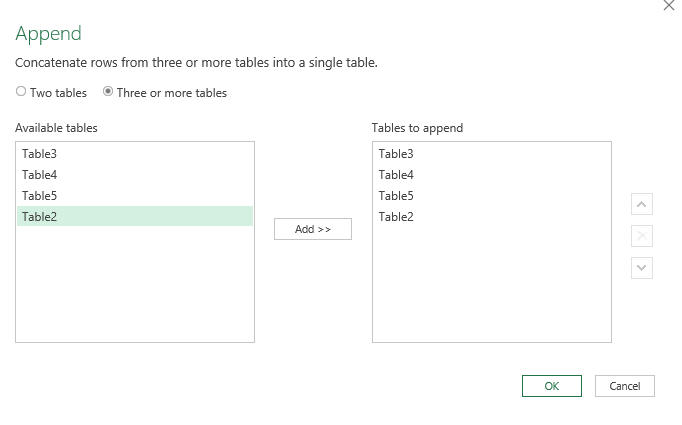 Append
Concatenate rows from three or more tables into a single table.
Two tables Three or more tables
Available tables
Table3
Table4
Table5
Table2
Add >>
Tables to append
Table3
Table4
Table5
Table2
OK Cancel